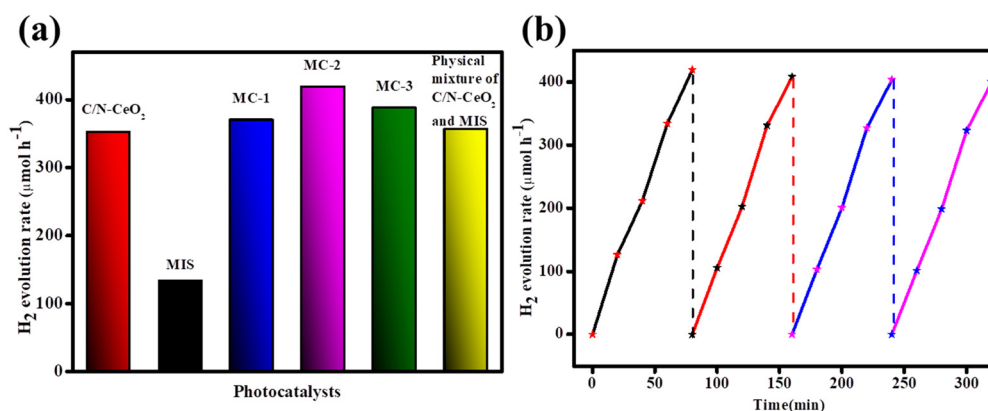 (a)
H₂ evolution rate (μmol h⁻¹)
400
300
200
100
0
C/N-CeO₂
MIS
MC-1
MC-2
MC-3
Physical
mixture of
C/N-CeO₂
and MIS
Photocatalysts
(b)
H₂ evolution rate (μmol h⁻¹)
400
300
200
100
0
0
50
100
150
200
250
300
Time(min)